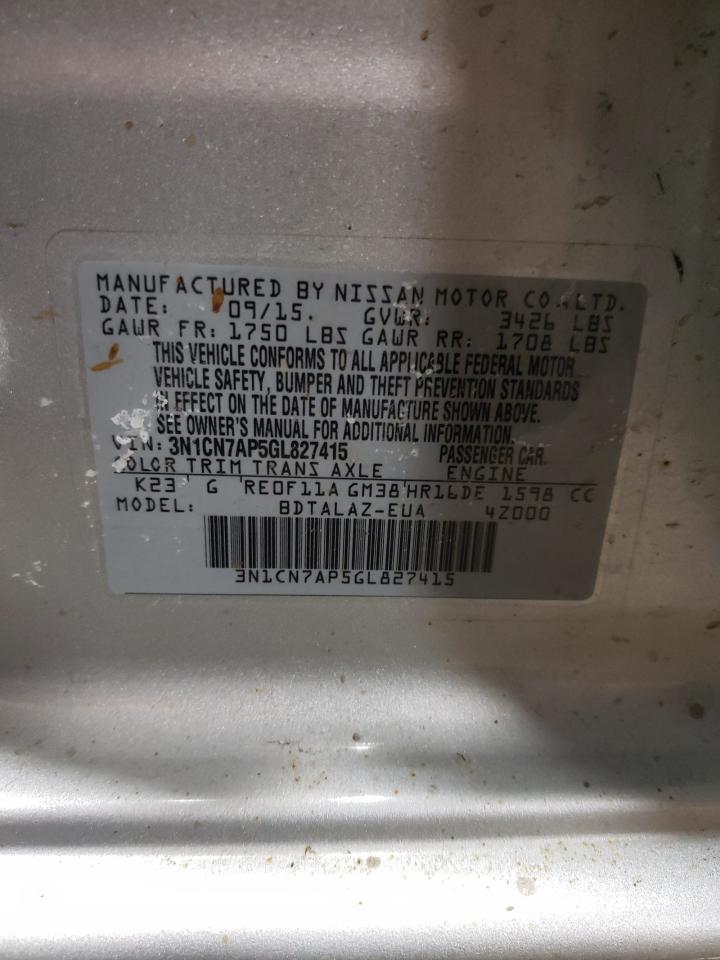 MANUFACTURED BY NISSAN MOTOR CO.,LTD.
DATE: 09/15. GVWR: 3426 LBS
GAWR FR: 1750 LBS GAWR RR: 1708 LBS
THIS VEHICLE CONFORMS TO ALL APPLICABLE FEDERAL MOTOR
VEHICLE SAFETY, BUMPER AND THEFT PREVENTION STANDARDS
IN EFFECT ON THE DATE OF MANUFACTURE SHOWN ABOVE.
SEE OWNER'S MANUAL FOR ADDITIONAL INFORMATION.
VIN: 3N1CN7AP5GL827415 PASSENGER CAR
COLOR TRIM TRANS AXLE ENGINE
K23 G RE0F11A GM38 HR16DE 1598 CC
MODEL: BDTALAZ-EUA 4Z000
3N1CN7AP5GL827415